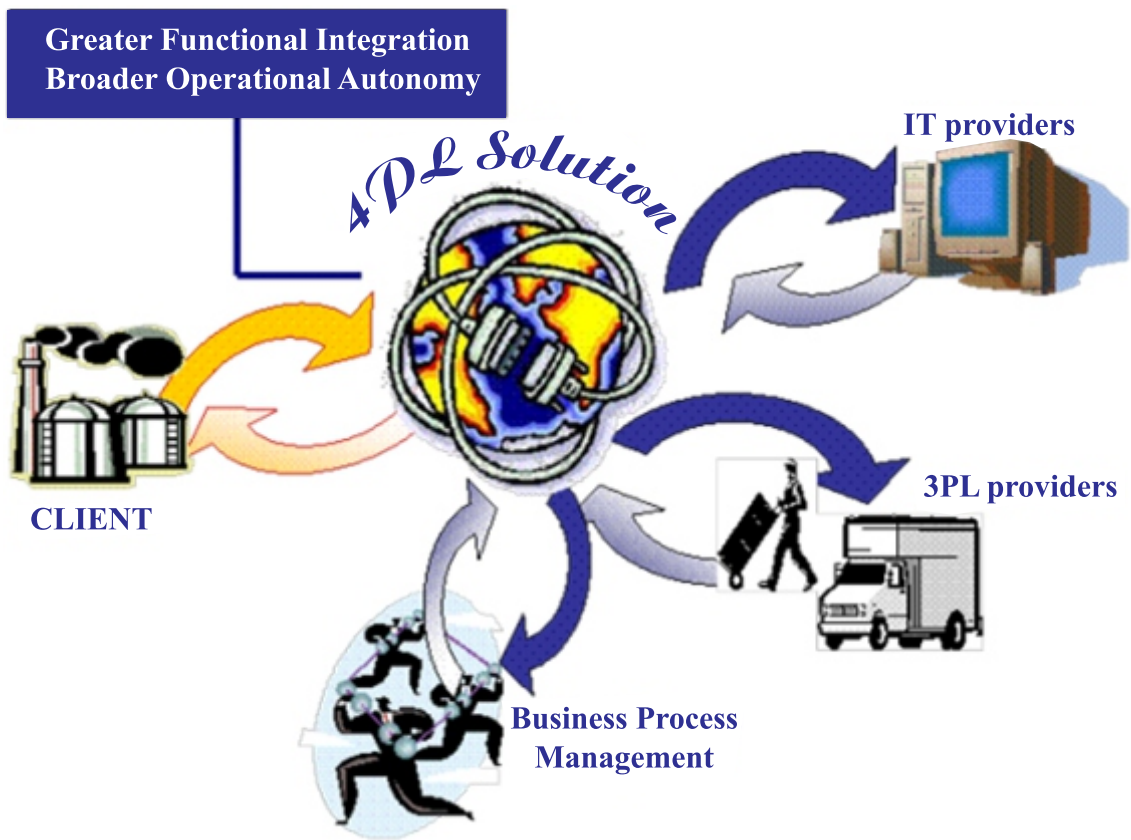 Greater Functional Integration
Broader Operational Autonomy
4PL Solution
IT providers
CLIENT
3PL providers
Business Process
Management